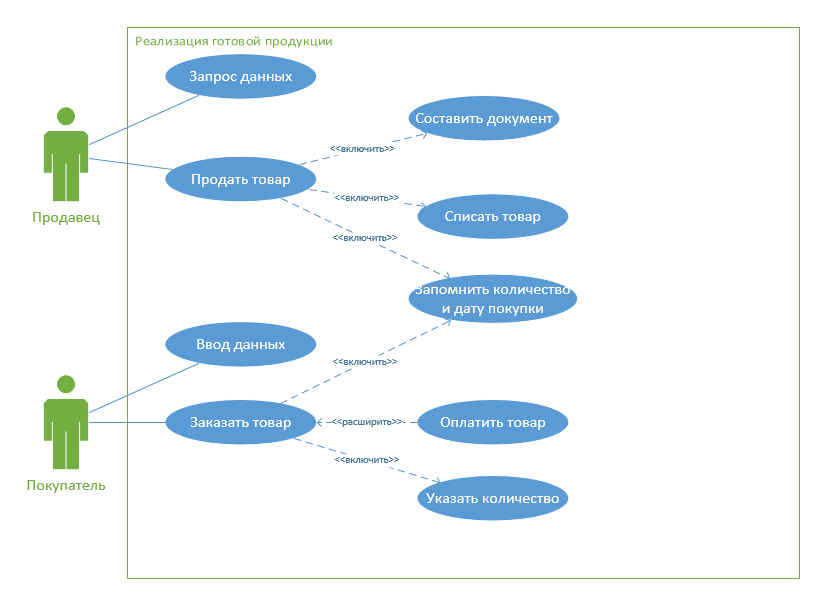 Реализация готовой продукции
Запрос данных
Составить документ
<<включить>>
Продать товар
<<включить>>
Списать товар
Продавец
<<включить>>
Запомнить количество
и дату покупки
Ввод данных
<<включить>>
Заказать товар
<<расширить>>
Оплатить товар
<<включить>>
Покупатель
Указать количество